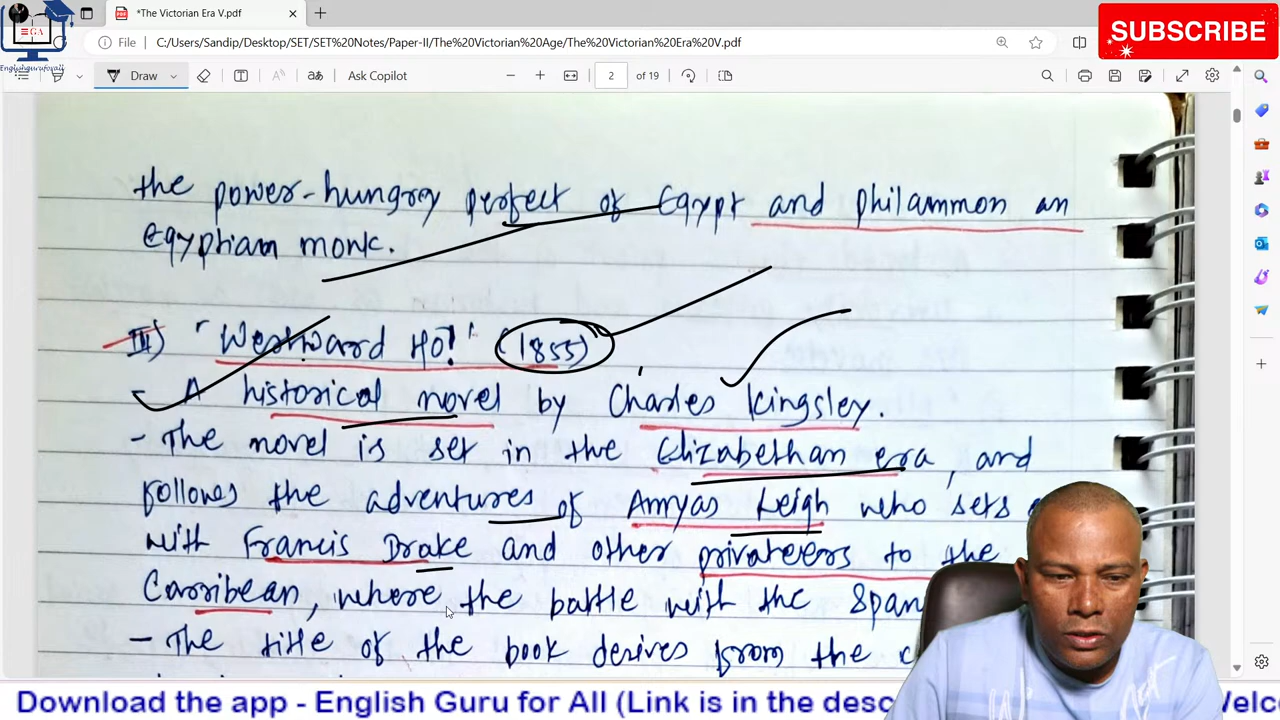 *The Victorian Era V.pdf
File C:/Users/Sandip/Desktop/SET/SET%20Notes/Paper-II/The%20Victorian%20Age/The%20Victorian%20Era%20V.pdf
SUBSCRIBE
EGA
Englishguruforall
Draw
Ask Copilot
2 of 19
the power-hungry perfect of Egypt and philammon an
Egyptian monk.
III) "Westward HO!" (1855)
- A historical novel by Charles Kingsley.
- The novel is set in the Elizabethan era, and
follows the adventures of Amyas Leigh who sets
with Francis Drake and other privateers to the
Carribean, where the battle with the Span
- The title of the book derives from the c
Download the app - English Guru for All (Link is in the desc
Welco